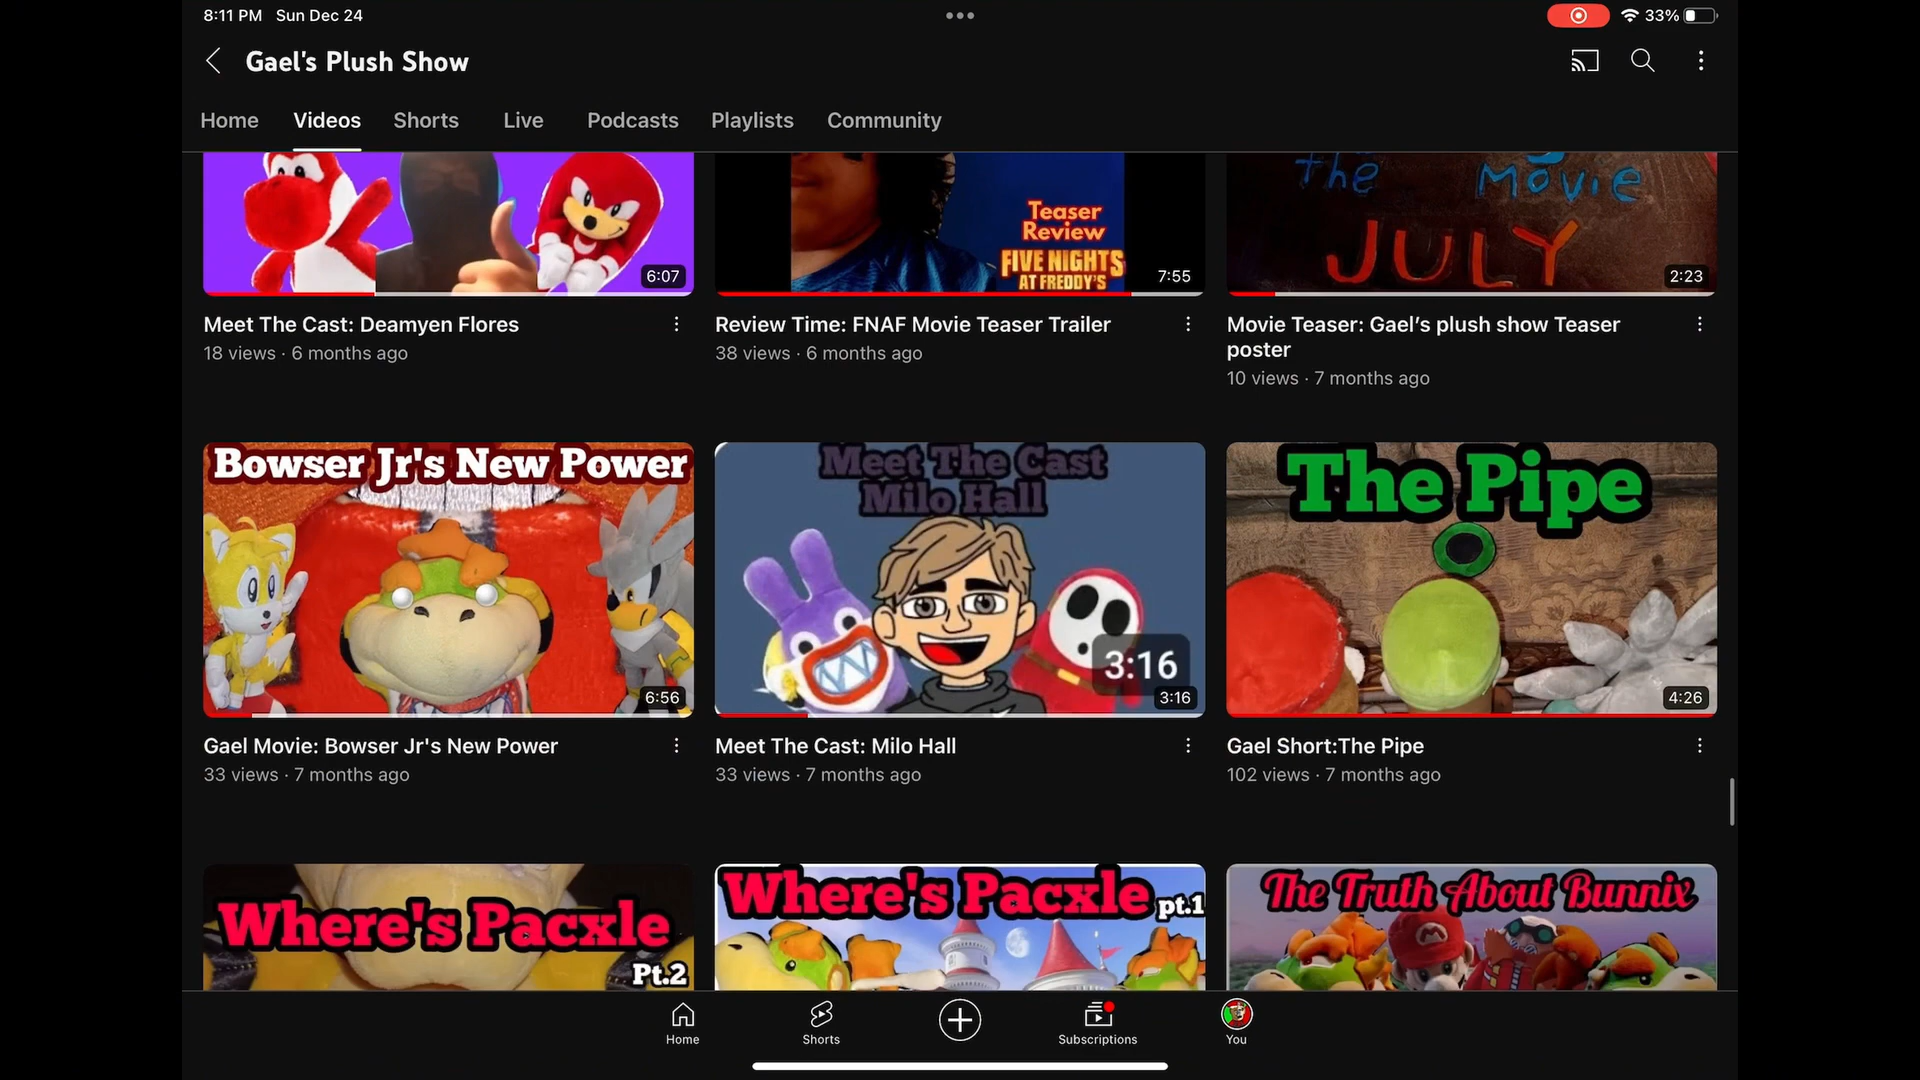 8:11 PM Sun Dec 24
33%
Gael's Plush Show
Home Videos Shorts Live Podcasts Playlists Community
the Movie
JULY
Teaser
Review
FIVE NIGHTS
AT FREDDY'S
6:07
7:55
2:23
Meet The Cast: Deamyen Flores
18 views · 6 months ago
Review Time: FNAF Movie Teaser Trailer
38 views · 6 months ago
Movie Teaser: Gael’s plush show Teaser
poster
10 views · 7 months ago
Bowser Jr's New Power
6:56
Meet The Cast
Milo Hall
3:16
3:16
The Pipe
4:26
Gael Movie: Bowser Jr's New Power
33 views · 7 months ago
Meet The Cast: Milo Hall
33 views · 7 months ago
Gael Short:The Pipe
102 views · 7 months ago
Where's Pacxle
Pt.2
Where's Pacxle pt.1
The Truth About Bunnix
Home Shorts Subscriptions You